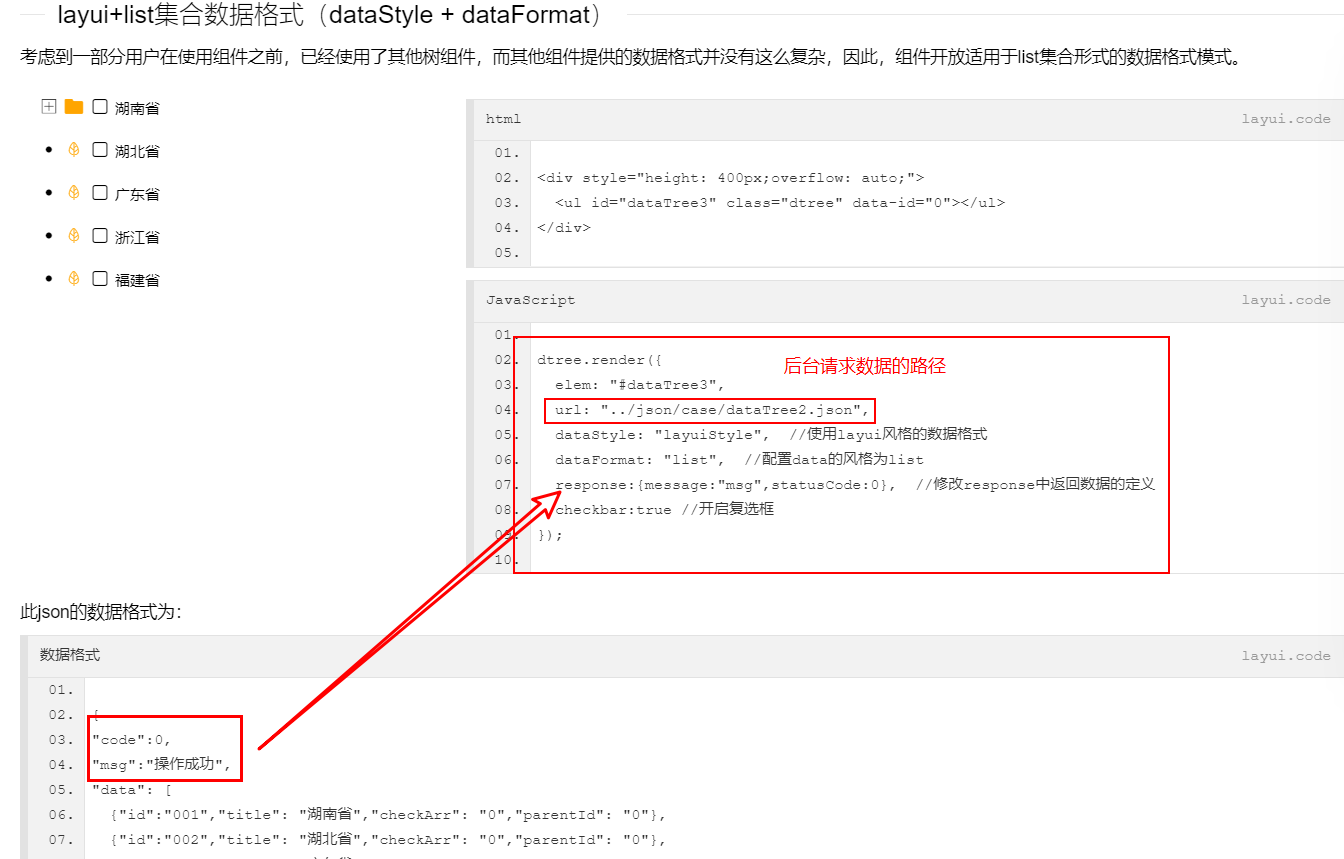 layui+list集合数据格式（dataStyle + dataFormat）
考虑到一部分用户在使用组件之前，已经使用了其他树组件，而其他组件提供的数据格式并没有这么复杂，因此，组件开放适用于list集合形式的数据格式模式。
湖南省
湖北省
广东省
浙江省
福建省
html layui.code
01.
02. <div style="height: 400px;overflow: auto;">
03. <ul id="dataTree3" class="dtree" data-id="0"></ul>
04. </div>
05.
JavaScript layui.code
01.
02. dtree.render({
后台请求数据的路径
03. elem: "#dataTree3",
04. url: "../json/case/dataTree2.json",
05. dataStyle: "layuiStyle", //使用layui风格的数据格式
06. dataFormat: "list", //配置data的风格为list
07. response:{message:"msg",statusCode:0}, //修改response中返回数据的定义
08. checkbar:true //开启复选框
09. });
10.
此json的数据格式为：
数据格式 layui.code
01.
02. {
03. "code":0,
04. "msg":"操作成功",
05. "data": [
06. {"id":"001","title": "湖南省","checkArr": "0","parentId": "0"},
07. {"id":"002","title": "湖北省","checkArr": "0","parentId": "0"},